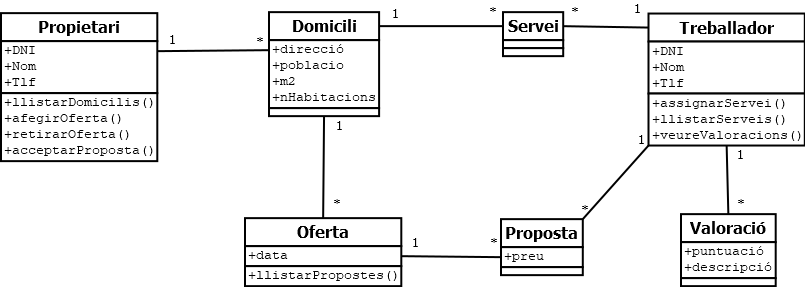 Propietari
+DNI
+Nom
+Tlf
+llistarDomicilis()
+afegirOferta()
+retirarOferta()
+acceptarProposta()
1
*
Domicili
+direcció
+poblacio
+m2
+nHabitacions
1
*
Servei
*
1
Treballador
+DNI
+Nom
+Tlf
+assignarServei()
+llistarServeis()
+veureValoracions()
1
*
1
*
1
*
Oferta
+data
+llistarPropostes()
1
*
Proposta
+preu
Valoració
+puntuació
+descripció